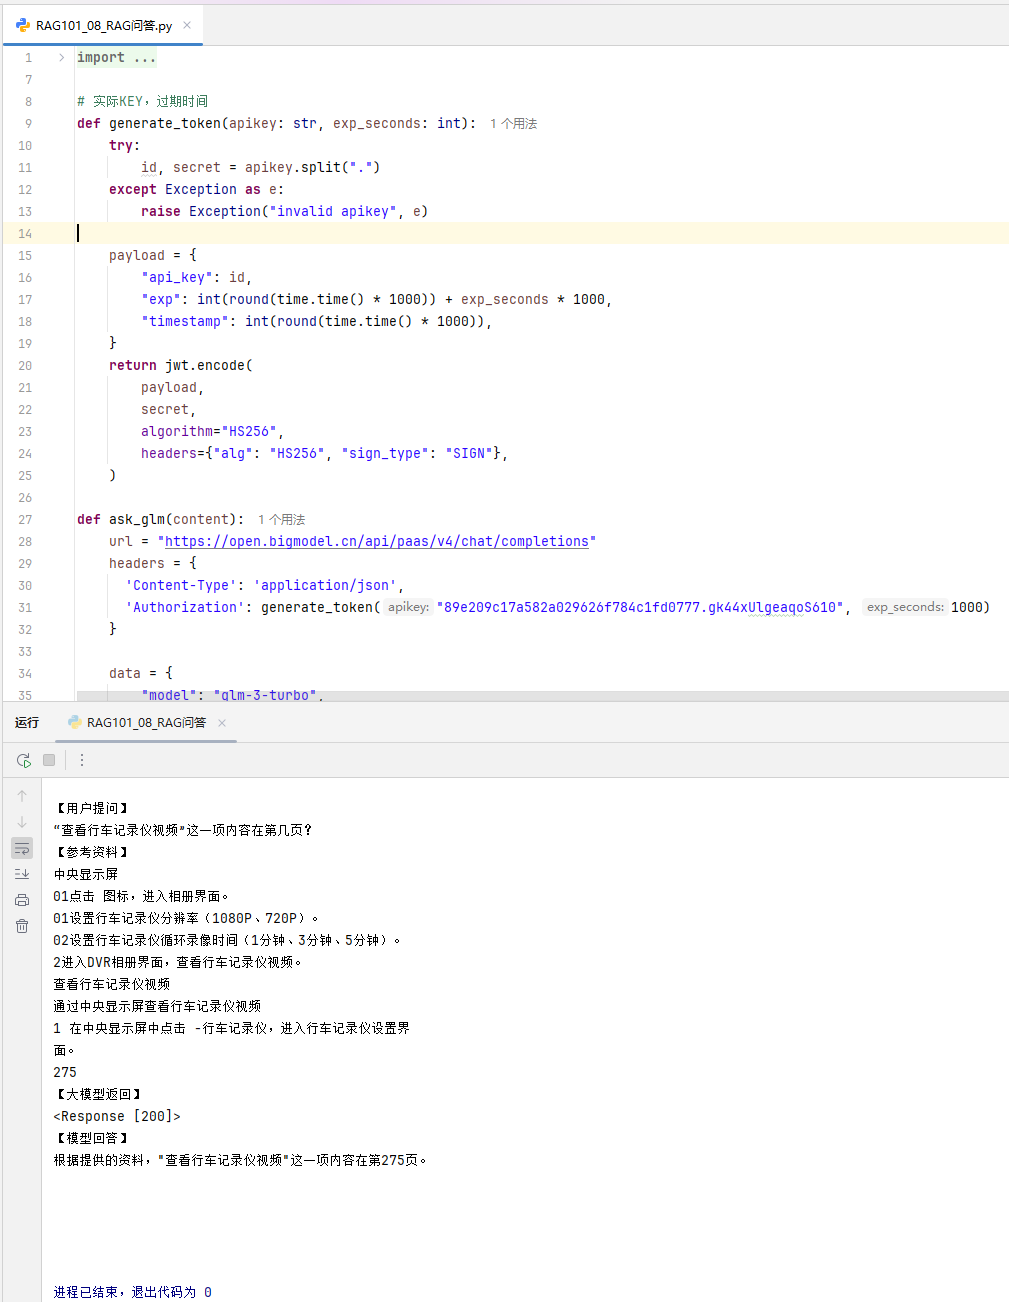 RAG101_08_RAG问答.py
1 import ...
7
8 # 实际KEY，过期时间
9 def generate_token(apikey: str, exp_seconds: int): 1 个用法
10 try:
11 id, secret = apikey.split(".")
12 except Exception as e:
13 raise Exception("invalid apikey", e)
14
15 payload = {
16 "api_key": id,
17 "exp": int(round(time.time() * 1000)) + exp_seconds * 1000,
18 "timestamp": int(round(time.time() * 1000)),
19 }
20 return jwt.encode(
21 payload,
22 secret,
23 algorithm="HS256",
24 headers={"alg": "HS256", "sign_type": "SIGN"},
25 )
26
27 def ask_glm(content): 1 个用法
28 url = "https://open.bigmodel.cn/api/paas/v4/chat/completions"
29 headers = {
30 'Content-Type': 'application/json',
31 'Authorization': generate_token( apikey: "89e209c17a582a029626f784c1fd0777.gk44xUlgeaqoS610", exp_seconds: 1000)
32 }
33
34 data = {
35 "model": "glm-3-turbo",
运行 RAG101_08_RAG问答
【用户提问】
“查看行车记录仪视频”这一项内容在第几页？
【参考资料】
中央显示屏
01点击 图标，进入相册界面。
01设置行车记录仪分辨率（1080P、720P）。
02设置行车记录仪循环录像时间（1分钟、3分钟、5分钟）。
2进入DVR相册界面，查看行车记录仪视频。
查看行车记录仪视频
通过中央显示屏查看行车记录仪视频
1 在中央显示屏中点击 -行车记录仪，进入行车记录仪设置界
面。
275
【大模型返回】
<Response [200]>
【模型回答】
根据提供的资料，"查看行车记录仪视频"这一项内容在第275页。
进程已结束，退出代码为 0